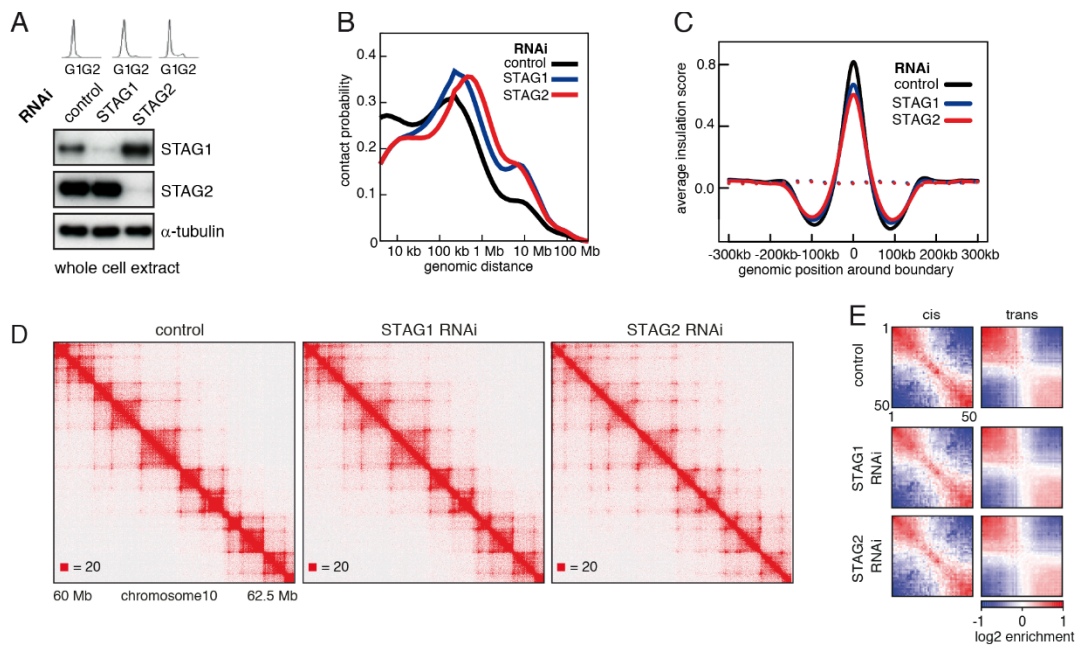 A
G1G2 G1G2 G1G2
RNAi
control
STAG1
STAG2
STAG1
STAG2
α-tubulin
whole cell extract
B
RNAi
control
STAG1
STAG2
contact probability
0.4
0.3
0.2
0.1
0
10 kb 100 kb 1 Mb 10 Mb 100 Mb
genomic distance
C
RNAi
control
STAG1
STAG2
average insulation score
0.8
0.4
0.0
-300kb -200kb -100kb 0 100kb 200kb 300kb
genomic position around boundary
D
control STAG1 RNAi STAG2 RNAi
= 20 = 20 = 20
60 Mb chromosome10 62.5 Mb
E
cis trans
control
1
50
1 50
STAG1
RNAi
STAG2
RNAi
-1 0 1
log2 enrichment